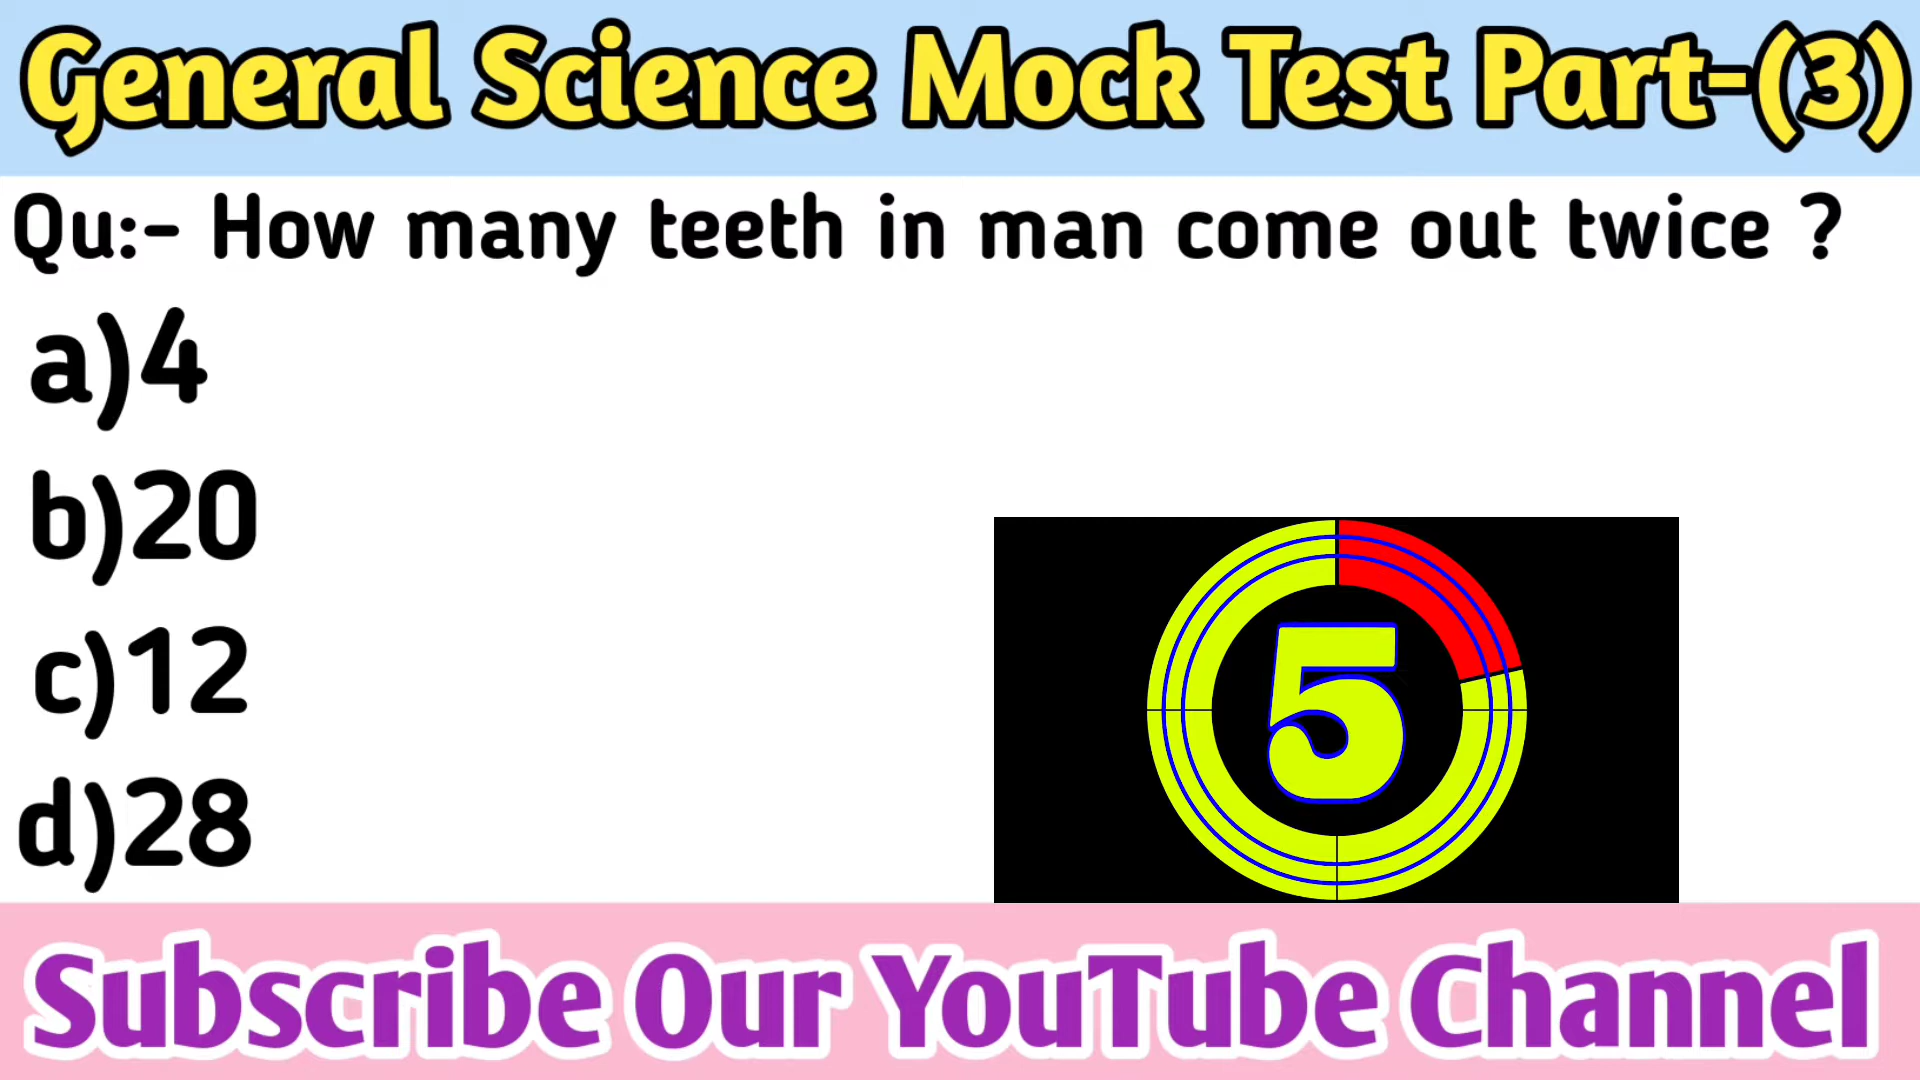 General Science Mock Test Part-(3)
Qu:- How many teeth in man come out twice ?
a)4
b)20
c)12
d)28
5
Subscribe Our YouTube Channel